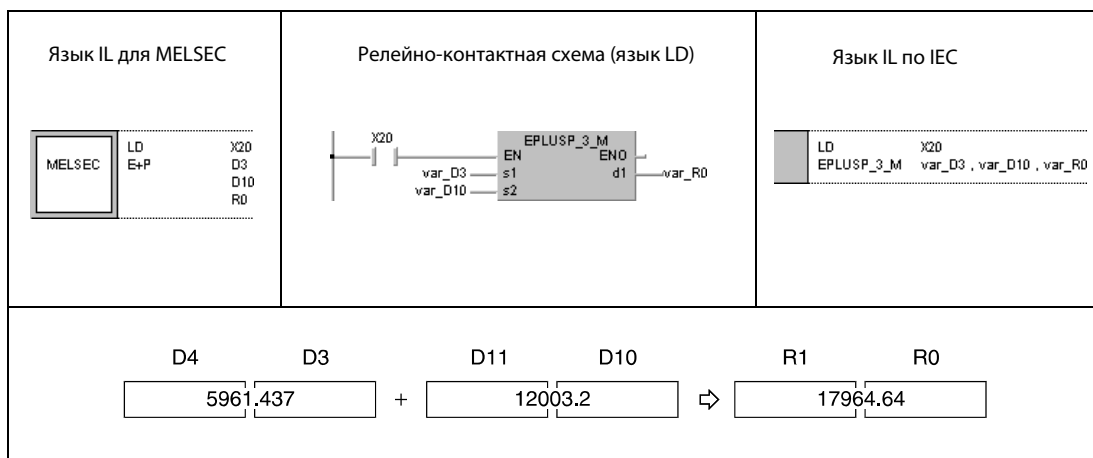 Язык IL для MELSEC
Релейно-контактная схема (язык LD)
Язык IL по IEC
MELSEC
LD X20
E+P D3
D10
R0
X20
EPLUSP_3_M
EN ENO
var_D3 s1 d1 var_R0
var_D10 s2
LD X20
EPLUSP_3_M var_D3 , var_D10 , var_R0
D4 D3 D11 D10 R1 R0
5961.437 + 12003.2 ⇨ 17964.64